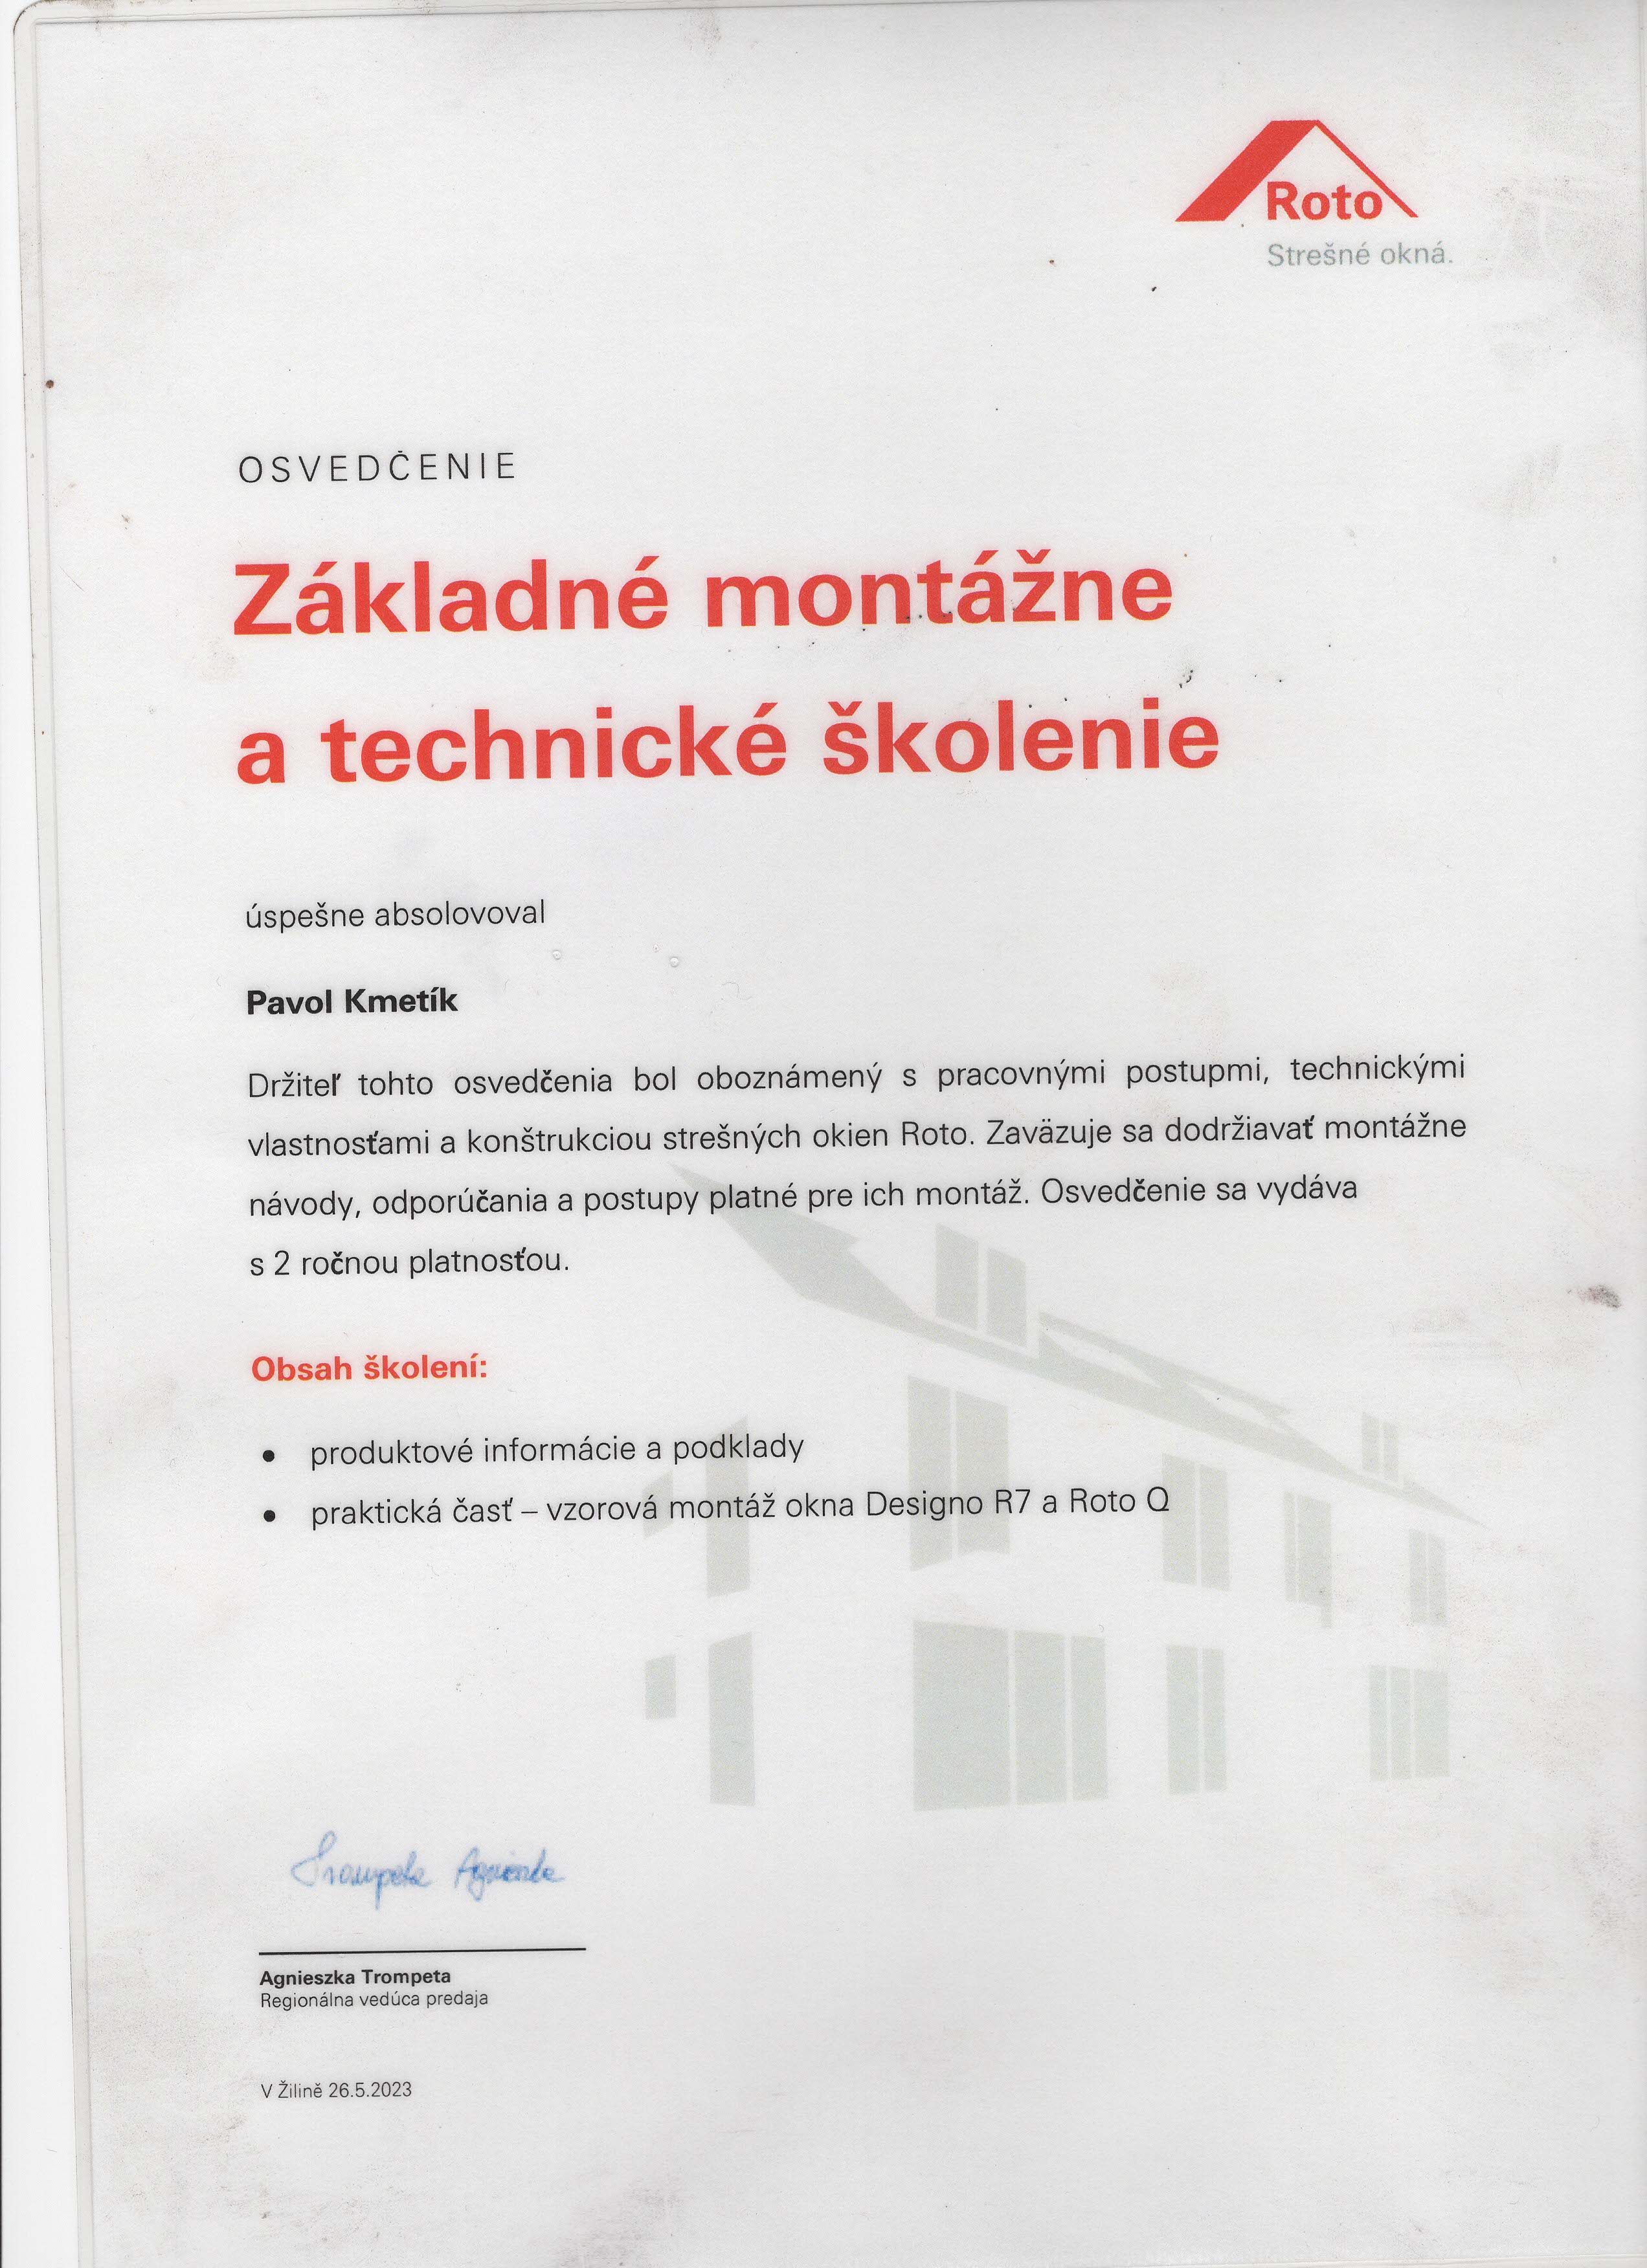 Roto
Strešné okná.
OSVEDČENIE
Základné montážne
a technické školenie
úspešne absolovoval
Pavol Kmetík
Držiteľ tohto osvedčenia bol oboznámený s pracovnými postupmi, technickými
vlastnosťami a konštrukciou strešných okien Roto. Zaväzuje sa dodržiavať montážne
návody, odporúčania a postupy platné pre ich montáž. Osvedčenie sa vydáva
s 2 ročnou platnosťou.
Obsah školení:
• produktové informácie a podklady
• praktická časť – vzorová montáž okna Designo R7 a Roto Q
Trompeta Agnieszka
Agnieszka Trompeta
Regionálna vedúca predaja
V Žilině 26.5.2023